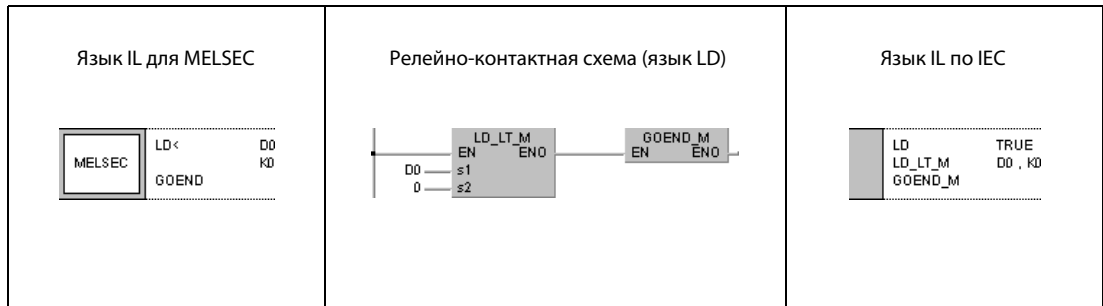 Язык IL для MELSEC
MELSEC
LD< D0
K0
GOEND
Релейно-контактная схема (язык LD)
LD_LT_M
EN ENO
D0 s1
0 s2
GOEND_M
EN ENO
Язык IL по IEC
LD TRUE
LD_LT_M D0 , K0
GOEND_M